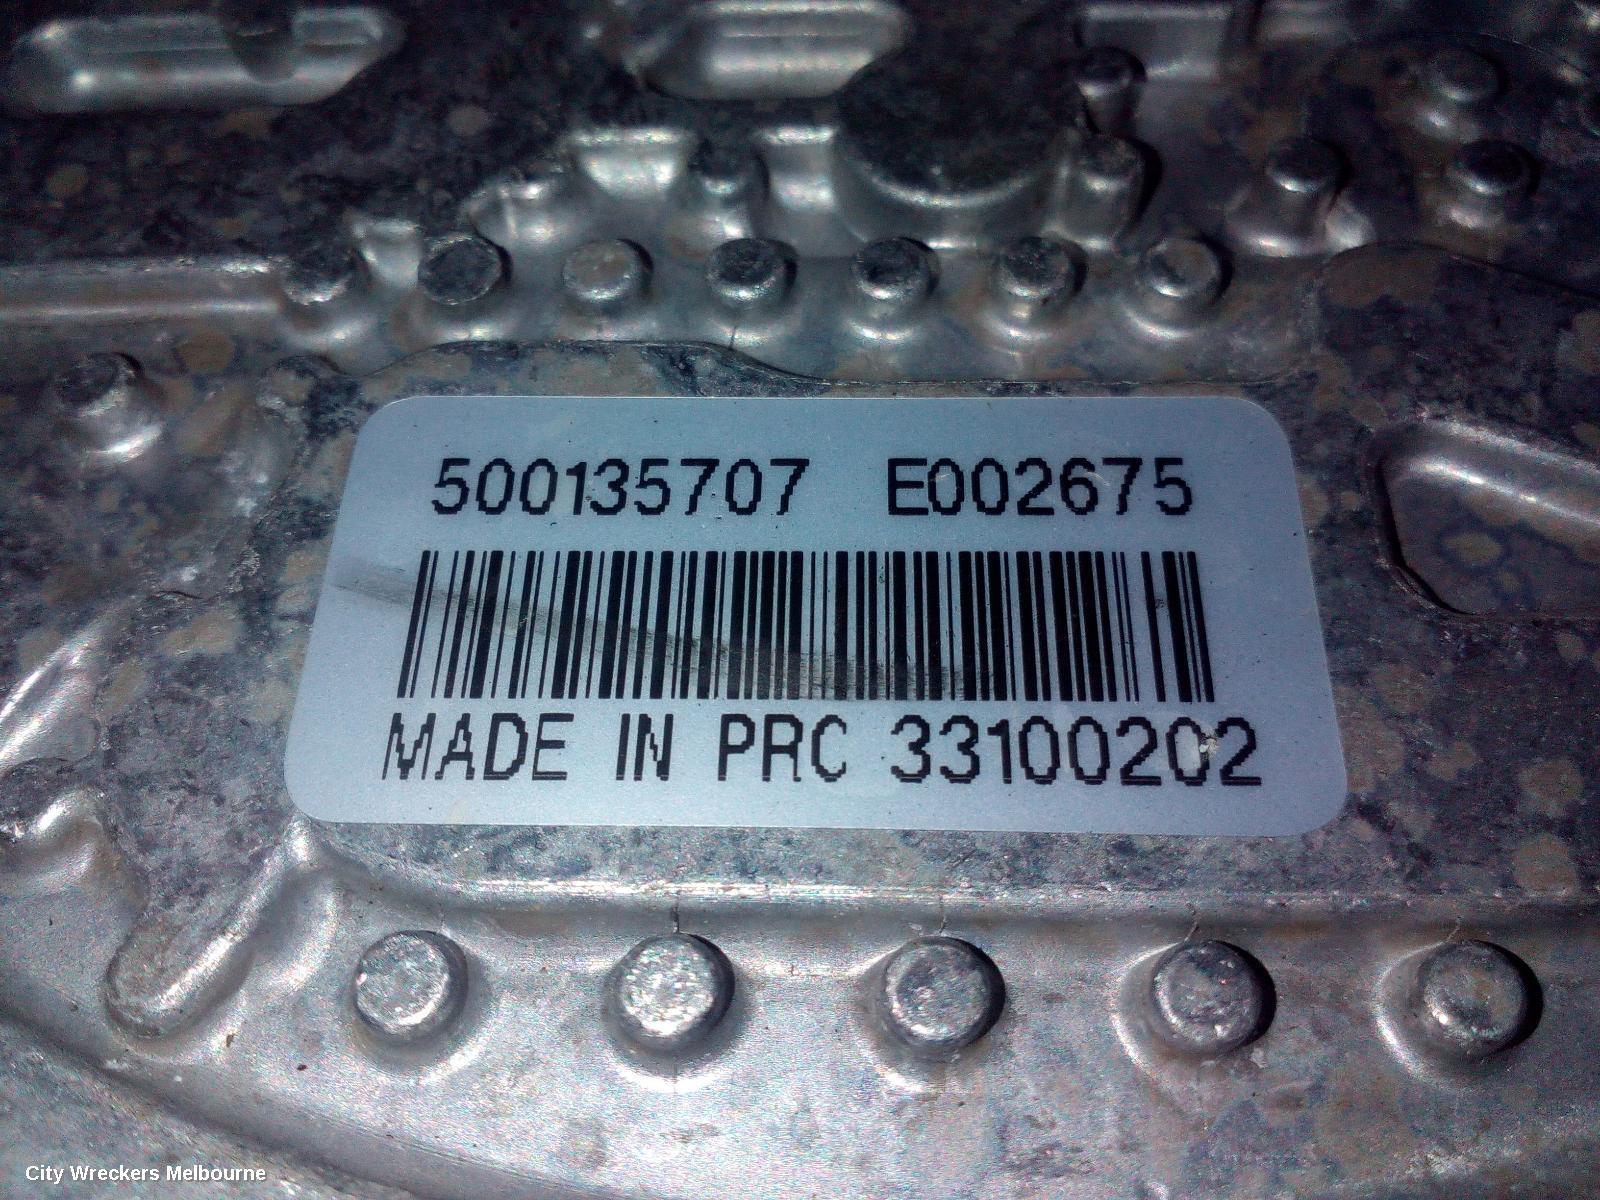 500135707 E002675
MADE IN PRC 33100202
City Wreckers Melbourne